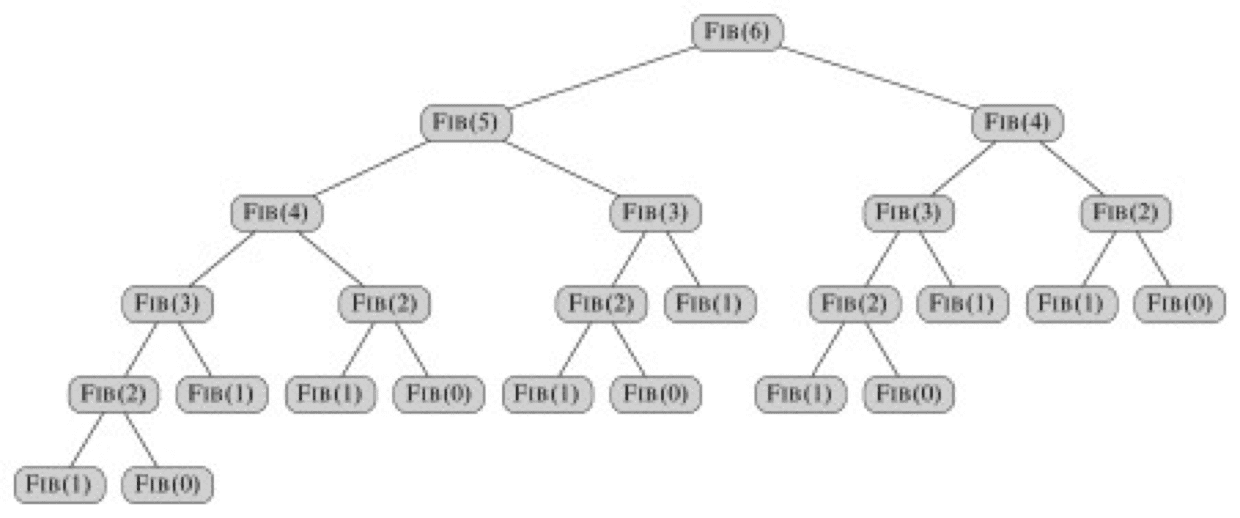 FIB(6)
FIB(5) FIB(4)
FIB(4) FIB(3) FIB(3) FIB(2)
FIB(3) FIB(2) FIB(2) FIB(1) FIB(2) FIB(1) FIB(1) FIB(0)
FIB(2) FIB(1) FIB(1) FIB(0) FIB(1) FIB(0) FIB(1) FIB(0)
FIB(1) FIB(0)